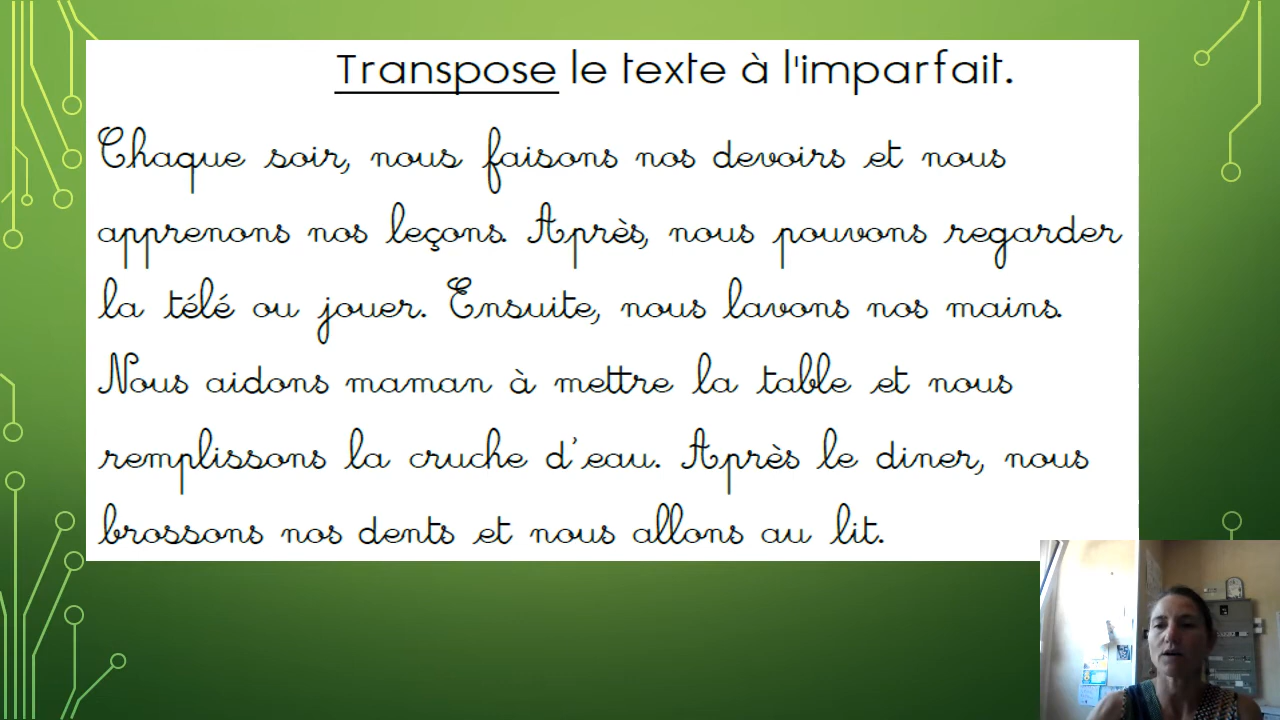 Transpose le texte à l'imparfait.
Chaque soir, nous faisons nos devoirs et nous
apprenons nos leçons. Après, nous pouvons regarder
la télé ou jouer. Ensuite, nous lavons nos mains.
Nous aidons maman à mettre la table et nous
remplissons la cruche d'eau. Après le diner, nous
brossons nos dents et nous allons au lit.